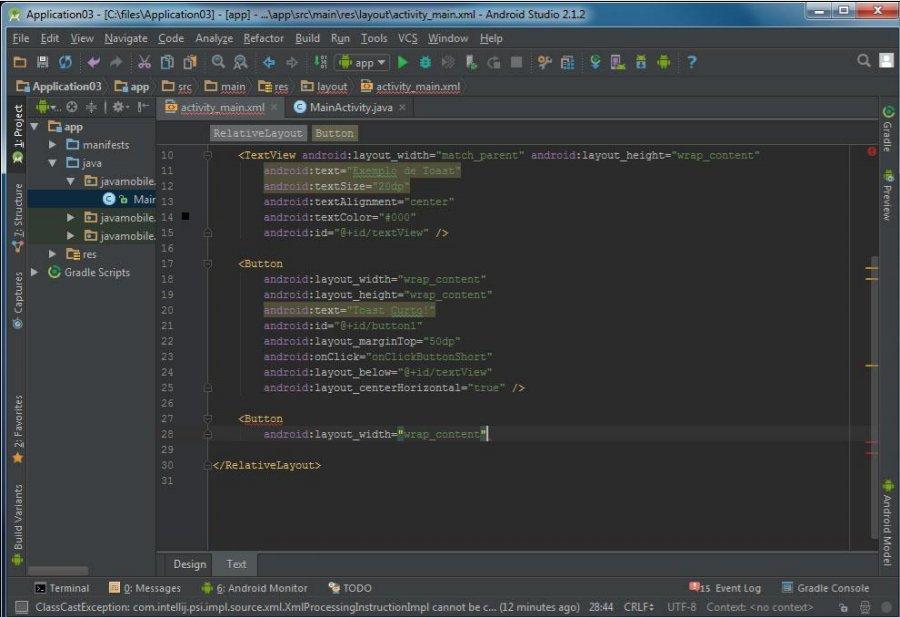 Application03 - [C:\files\Application03] - [app] - ...\app\src\main\res\layout\activity_main.xml - Android Studio 2.1.2
File Edit View Navigate Code Analyze Refactor Build Run Tools VCS Window Help
app
Application03 app src main res layout activity_main.xml
activity_main.xml MainActivity.java
1: Project
7: Structure
Captures
2: Favorites
Build Variants
app
manifests
java
javamobile.
Main
javamobile.
javamobile.
res
Gradle Scripts
RelativeLayout Button
10 <TextView android:layout_width="match_parent" android:layout_height="wrap_content"
11 android:text="Exemplo de Toast"
12 android:textSize="20dp"
13 android:textAlignment="center"
14 android:textColor="#000"
15 android:id="@+id/textView" />
16
17 <Button
18 android:layout_width="wrap_content"
19 android:layout_height="wrap_content"
20 android:text="Toast Curto!"
21 android:id="@+id/button1"
22 android:layout_marginTop="50dp"
23 android:onClick="onClickButtonShort"
24 android:layout_below="@+id/textView"
25 android:layout_centerHorizontal="true" />
26
27 <Button
28 android:layout_width="wrap_content"
29
30 </RelativeLayout>
31
Gradle
Preview
Android Model
Design Text
Terminal 0: Messages 6: Android Monitor TODO 15 Event Log Gradle Console
ClassCastException: com.intellij.psi.impl.source.xml.XmlProcessingInstructionImpl cannot be c... (12 minutes ago) 28:44 CRLF UTF-8 Context: <no context>